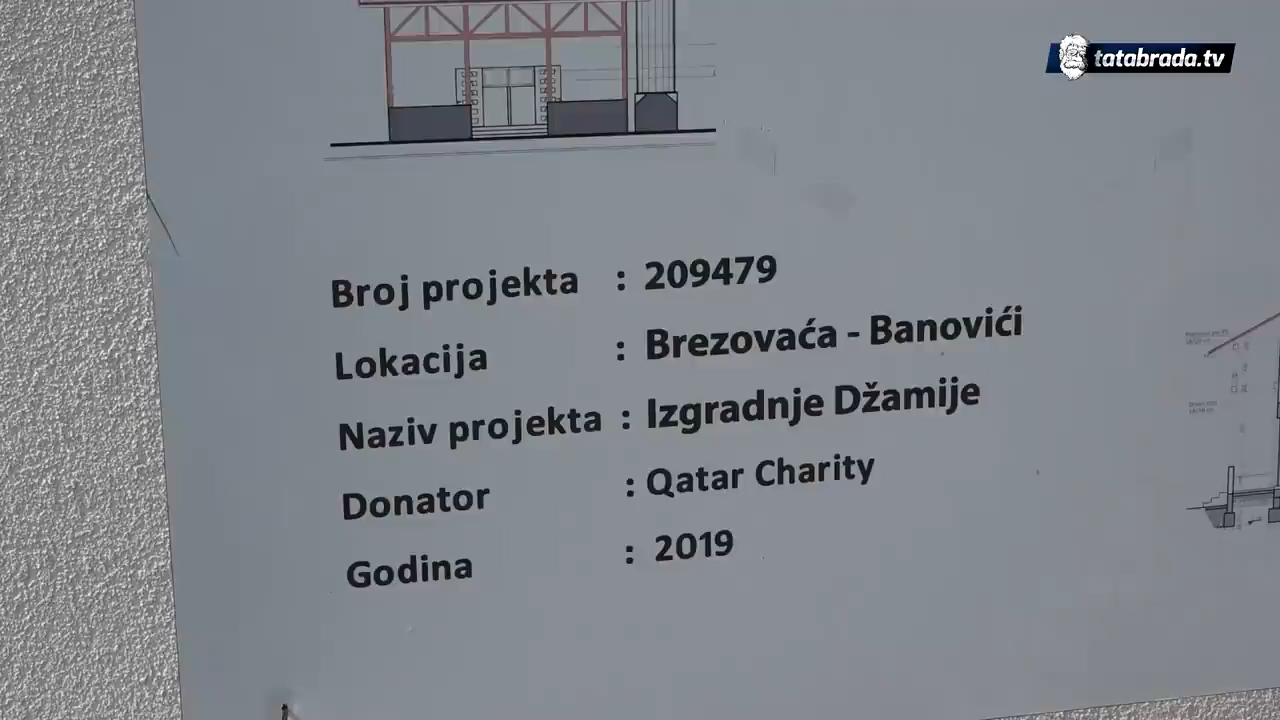 tatabrada.tv
Broj projekta : 209479
Lokacija : Brezovaća - Banovići
Naziv projekta : Izgradnje Džamije
Donator : Qatar Charity
Godina : 2019